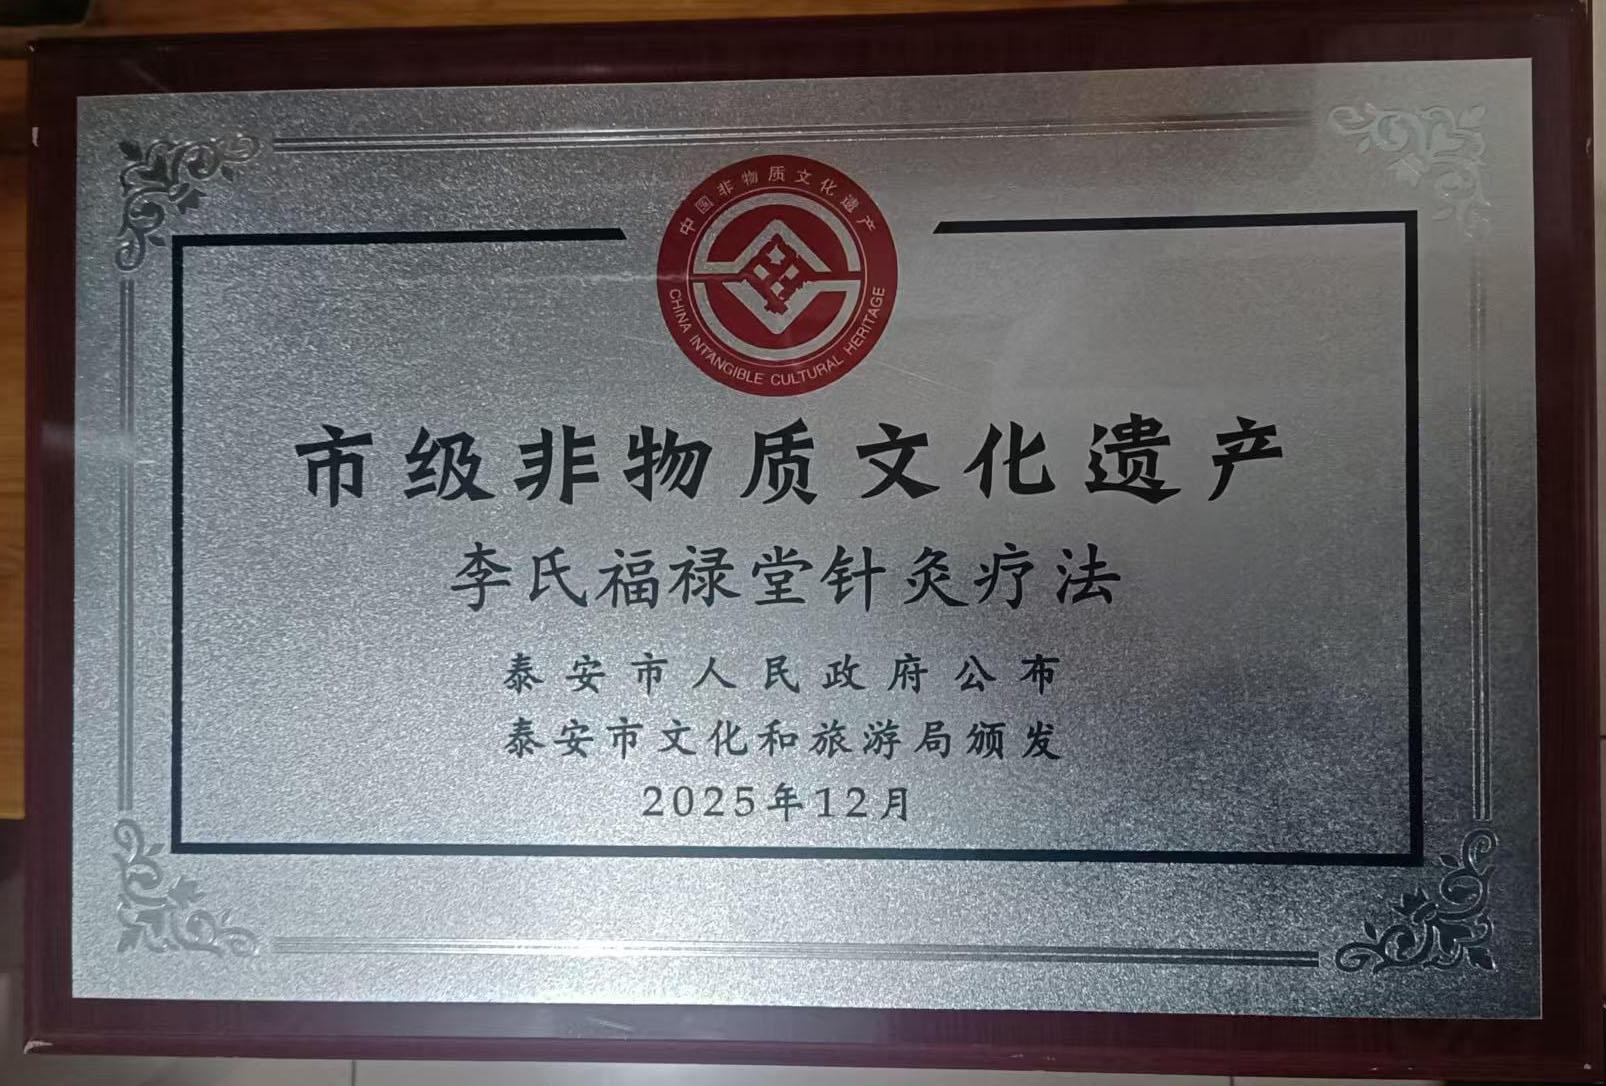 中国非物质文化遗产
CHINA INTANGIBLE CULTURAL HERITAGE
市级非物质文化遗产
李氏福禄堂针灸疗法
泰安市人民政府公布
泰安市文化和旅游局颁发
2025年12月